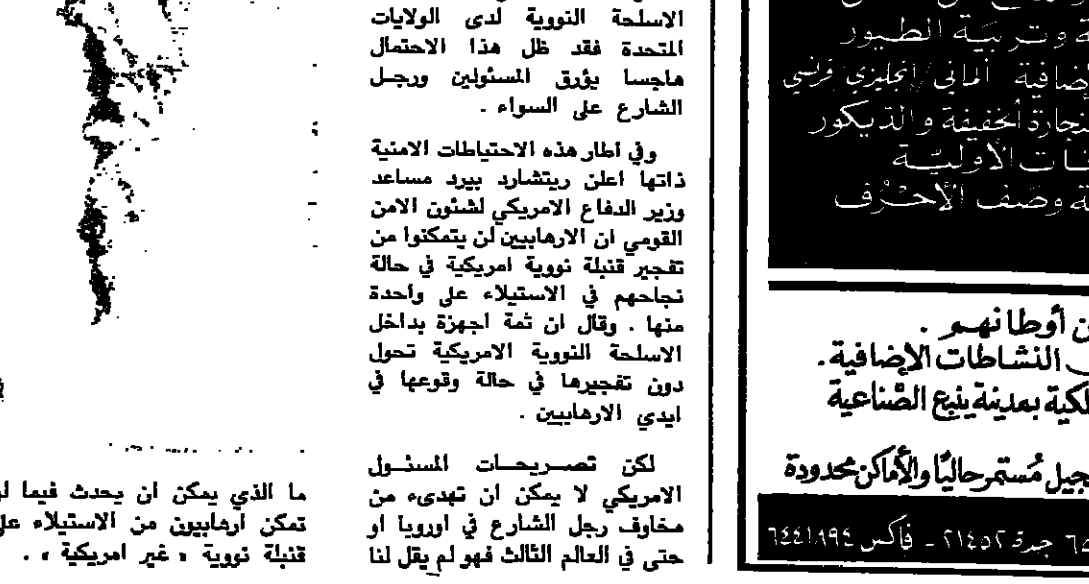 وتربية الطيور
إضافية ألماني/إنجليزي فرنسي
الخفيفة والديكور
الأولية
وصف الأحرف
أوطانهم .
النشاطات الإضافية .
بمدينة ينبع الصناعية
مُستمر حاليًا والأماكن محدودة
جدة ٢١٤٥٢ - فاكس ٦٤٤١٩٩٤
الاسلحة النووية لدى الولايات
المتحدة فقد ظل هذا الاحتمال
هاجسا يؤرق المسئولين ورجل
الشارع على السواء .
وفي اطار هذه الاحتياطات الامنية
ذاتها اعلن ريتشارد بيرد مساعد
وزير الدفاع الامريكي لشئون الامن
القومي ان الارهابيين لن يتمكنوا من
تفجير قنبلة نووية امريكية في حالة
نجاحهم في الاستيلاء على واحدة
منها . وقال ان ثمة اجهزة بداخل
الاسلحة النووية الامريكية تحول
دون تفجيرها في حالة وقوعها في
ايدي الارهابيين .
لكن تصريحات المسئول
الامريكي لا يمكن ان تهدىء من
مخاوف رجل الشارع في اوروبا او
حتى في العالم الثالث فهو لم يقل لنا
ما الذي يمكن ان يحدث فيما لو
تمكن ارهابيون من الاستيلاء على
قنبلة نووية « غير امريكية » .